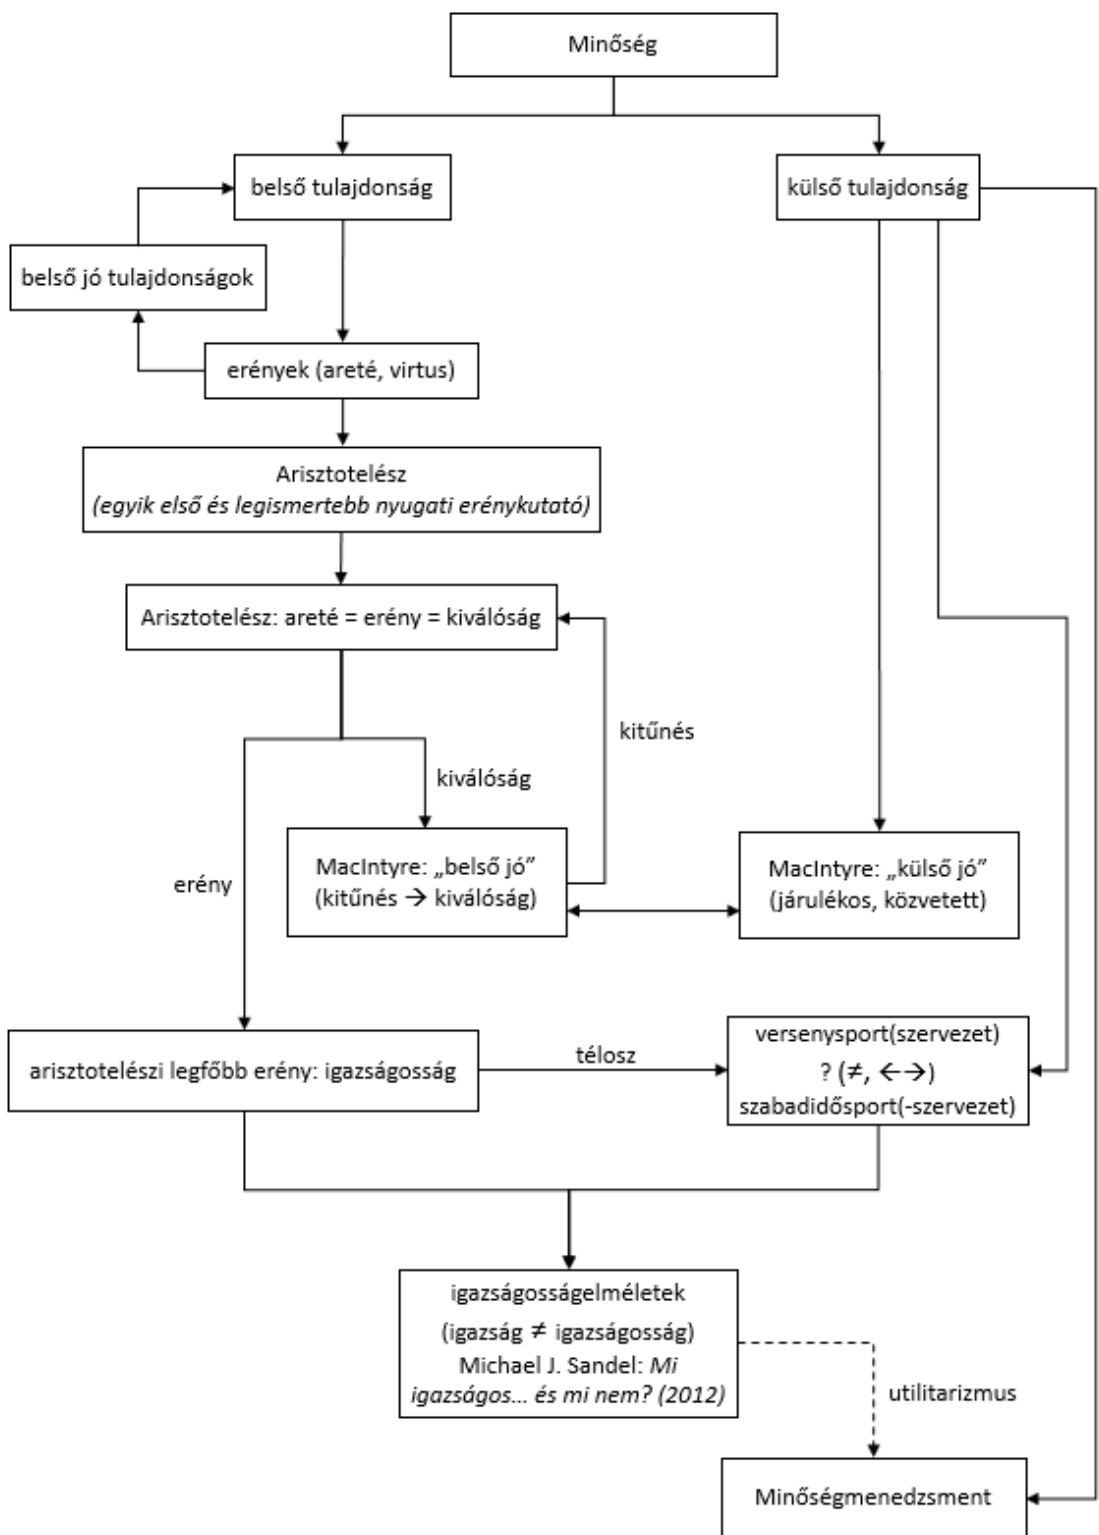 Minőség
belső tulajdonság
külső tulajdonság
belső jó tulajdonságok
erények (areté, virtus)
Arisztotelész
(egyik első és legismertebb nyugati erénykutató)
Arisztotelész: areté = erény = kiválóság
kitűnés
kiválóság
erény
MacIntyre: „belső jó”
(kitűnés → kiválóság)
MacIntyre: „külső jó”
(járulékos, közvetett)
arisztotelészi legfőbb erény: igazságosság
télosz
versenysport(szervezet)
? (≠, ←→)
szabadidősport(-szervezet)
igazságosságelméletek
(igazság ≠ igazságosság)
Michael J. Sandel: Mi
igazságos... és mi nem? (2012)
utilitarizmus
Minőségmenedzsment